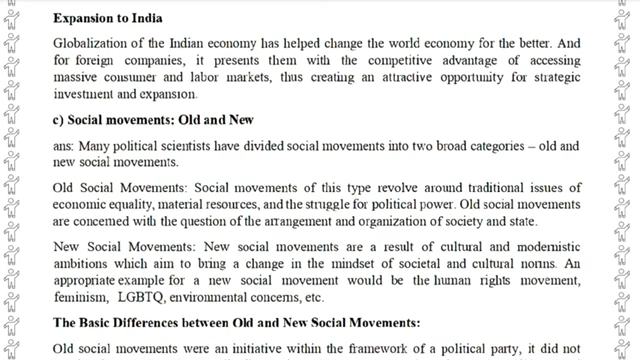 Expansion to India
Globalization of the Indian economy has helped change the world economy for the better. And
for foreign companies, it presents them with the competitive advantage of accessing
massive consumer and labor markets, thus creating an attractive opportunity for strategic
investment and expansion.
c) Social movements: Old and New
ans: Many political scientists have divided social movements into two broad categories – old and
new social movements.
Old Social Movements: Social movements of this type revolve around traditional issues of
economic equality, material resources, and the struggle for political power. Old social movements
are concerned with the question of the arrangement and organization of society and state.
New Social Movements: New social movements are a result of cultural and modernistic
ambitions which aim to bring a change in the mindset of societal and cultural norms. An
appropriate example for a new social movement would be the human rights movement,
feminism, LGBTQ, environmental concerns, etc.
The Basic Differences between Old and New Social Movements:
Old social movements were an initiative within the framework of a political party, it did not